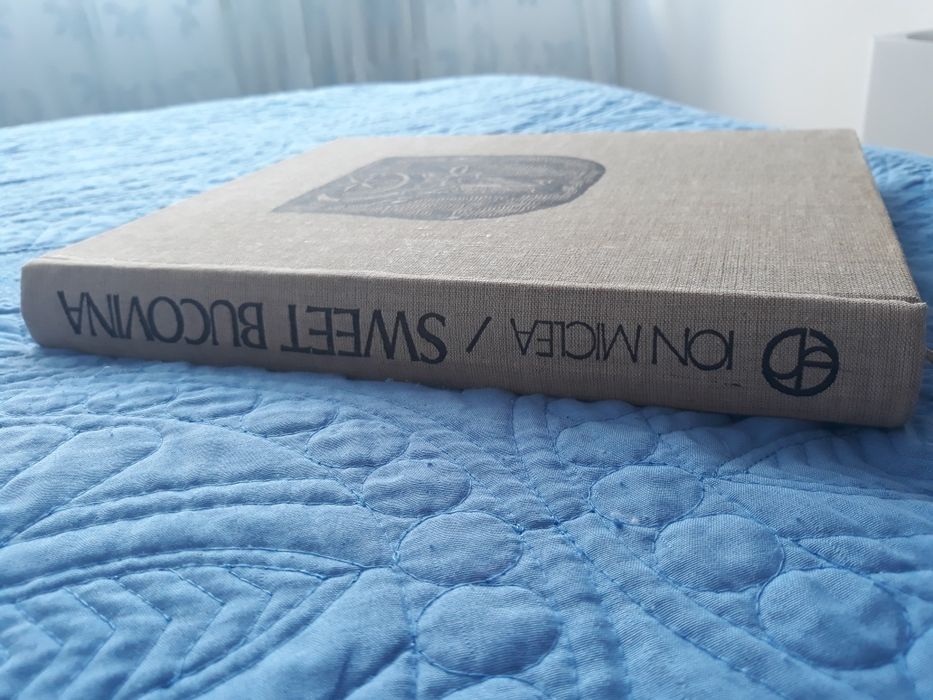 ION MICLEA / SWEET BUCOVINA